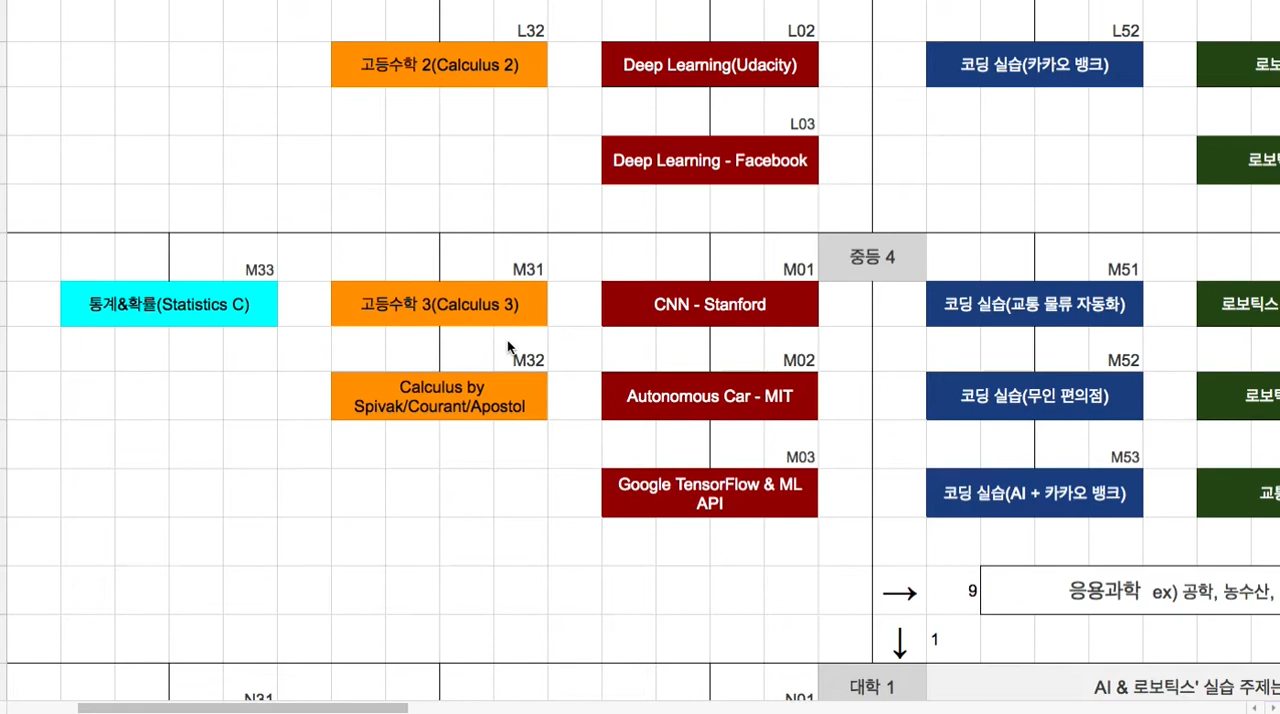 L32
L02
L52
고등수학 2(Calculus 2)
Deep Learning(Udacity)
코딩 실습(카카오 뱅크)
L03
Deep Learning - Facebook
중등 4
M33
M31
M01
M51
통계&확률(Statistics C)
고등수학 3(Calculus 3)
CNN - Stanford
코딩 실습(교통 물류 자동화)
로보틱스
M32
M02
M52
Calculus by
Spivak/Courant/Apostol
Autonomous Car - MIT
코딩 실습(무인 편의점)
M03
M53
Google TensorFlow & ML
API
코딩 실습(AI + 카카오 뱅크)
→
9
응용과학 ex) 공학, 농수산,
↓
1
대학 1
AI & 로보틱스' 실습 주제는
N31
N01